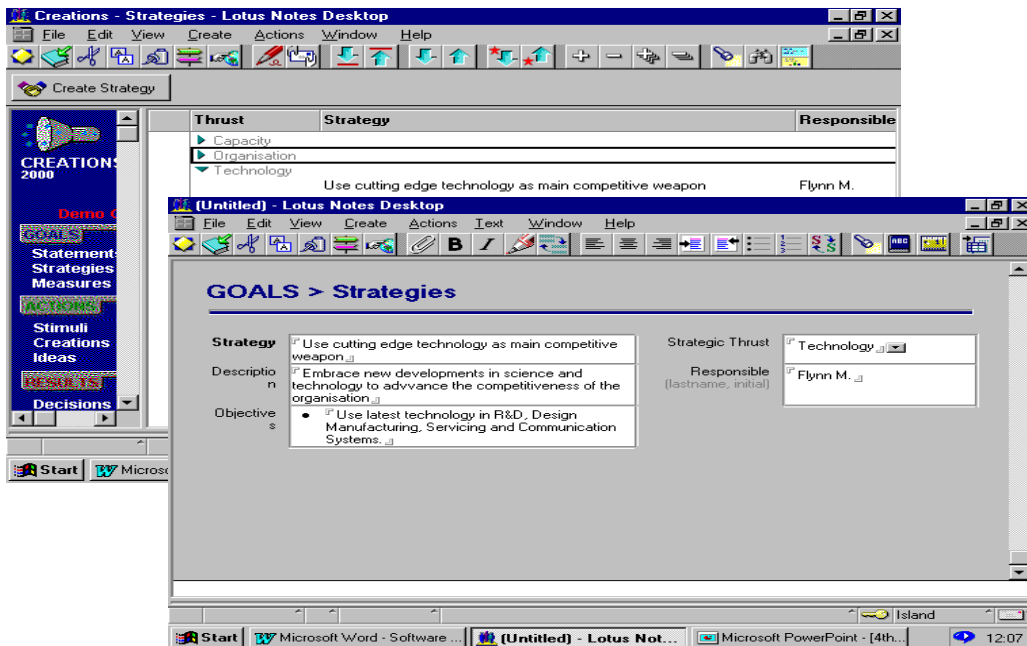 Creations - Strategies - Lotus Notes Desktop
File Edit View Create Actions Window Help
Create Strategy
Thrust Strategy Responsible
Capacity
Organisation
Technology
Use cutting edge technology as main competitive weapon Flynn M.
CREATIONS
2000
Demo
GOALS
Statement
Strategies
Measures
ACTIONS
Stimuli
Creations
Ideas
RESULTS
Decisions
Start
(Untitled) - Lotus Notes Desktop
File Edit View Create Actions Text Window Help
GOALS > Strategies
Strategy Use cutting edge technology as main competitive
weapon
Strategic Thrust Technology
Descriptio
n
Embrace new developments in science and
technology to advvance the competitiveness of the
organisation
Responsible Flynn M.
(lastname, initial)
Objective
s
• Use latest technology in R&D, Design
Manufacturing, Servicing and Communication
Systems.
Island
Start Microsoft Word - Software ... (Untitled) - Lotus Not... Microsoft PowerPoint - [4th... 12:07